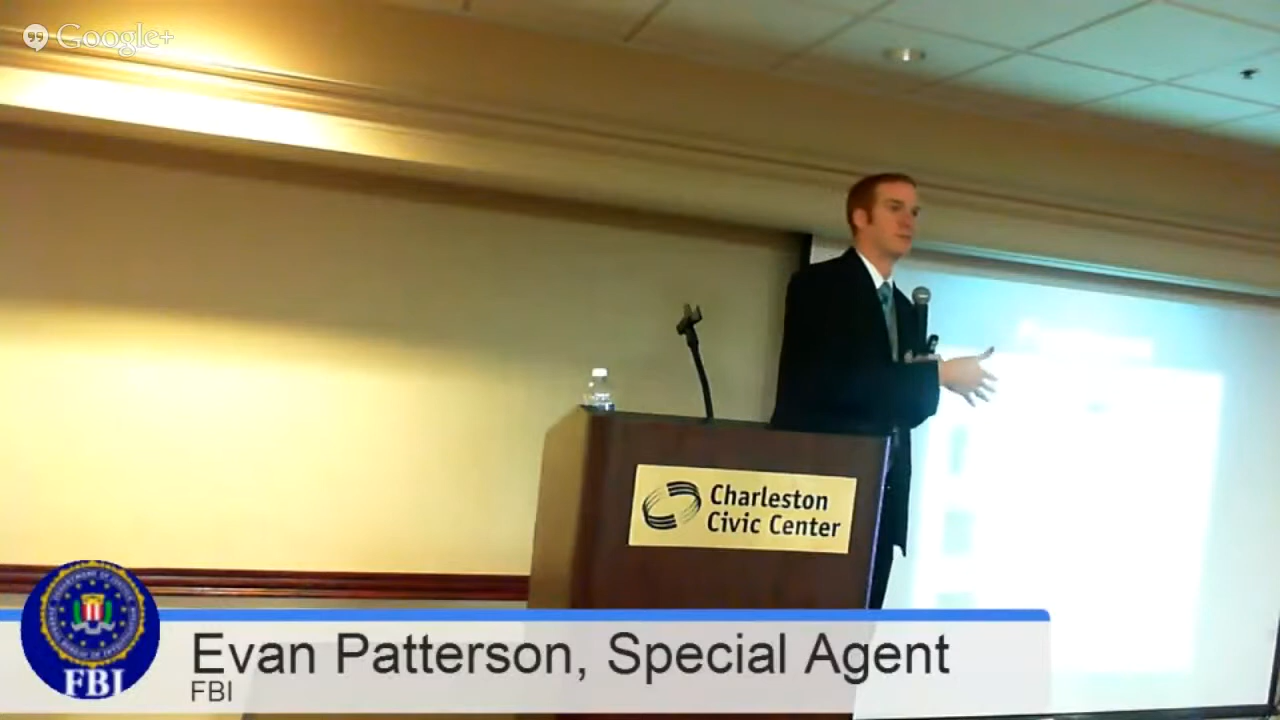 Google+
Charleston
Civic Center
FBI
Evan Patterson, Special Agent
FBI